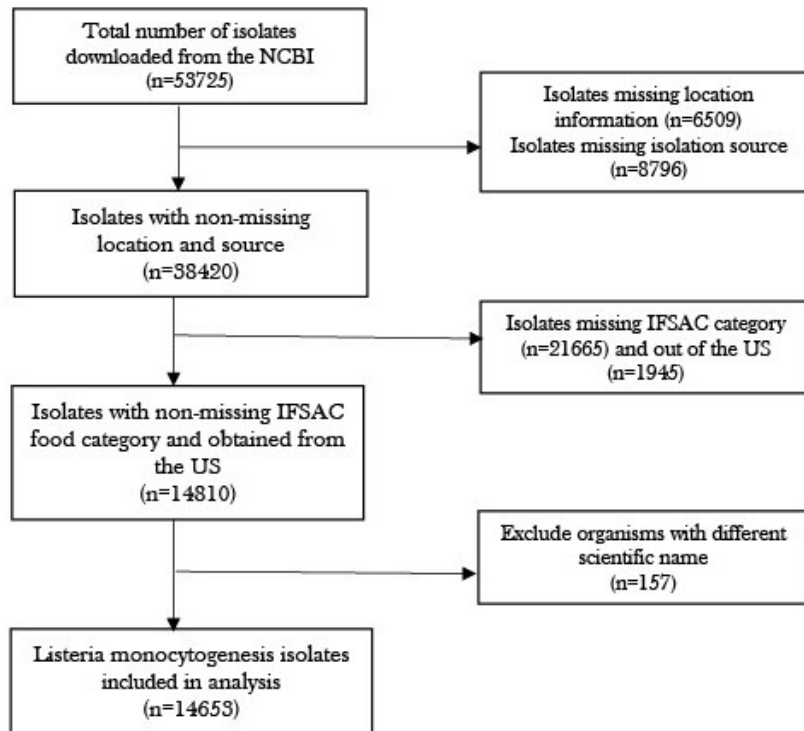 Total number of isolates
downloaded from the NCBI
(n=53725)
Isolates missing location
information (n=6509)
Isolates missing isolation source
(n=8796)
Isolates with non-missing
location and source
(n=38420)
Isolates missing IFSAC category
(n=21665) and out of the US
(n=1945)
Isolates with non-missing IFSAC
food category and obtained from
the US
(n=14810)
Exclude organisms with different
scientific name
(n=157)
Listeria monocytogenesis isolates
included in analysis
(n=14653)